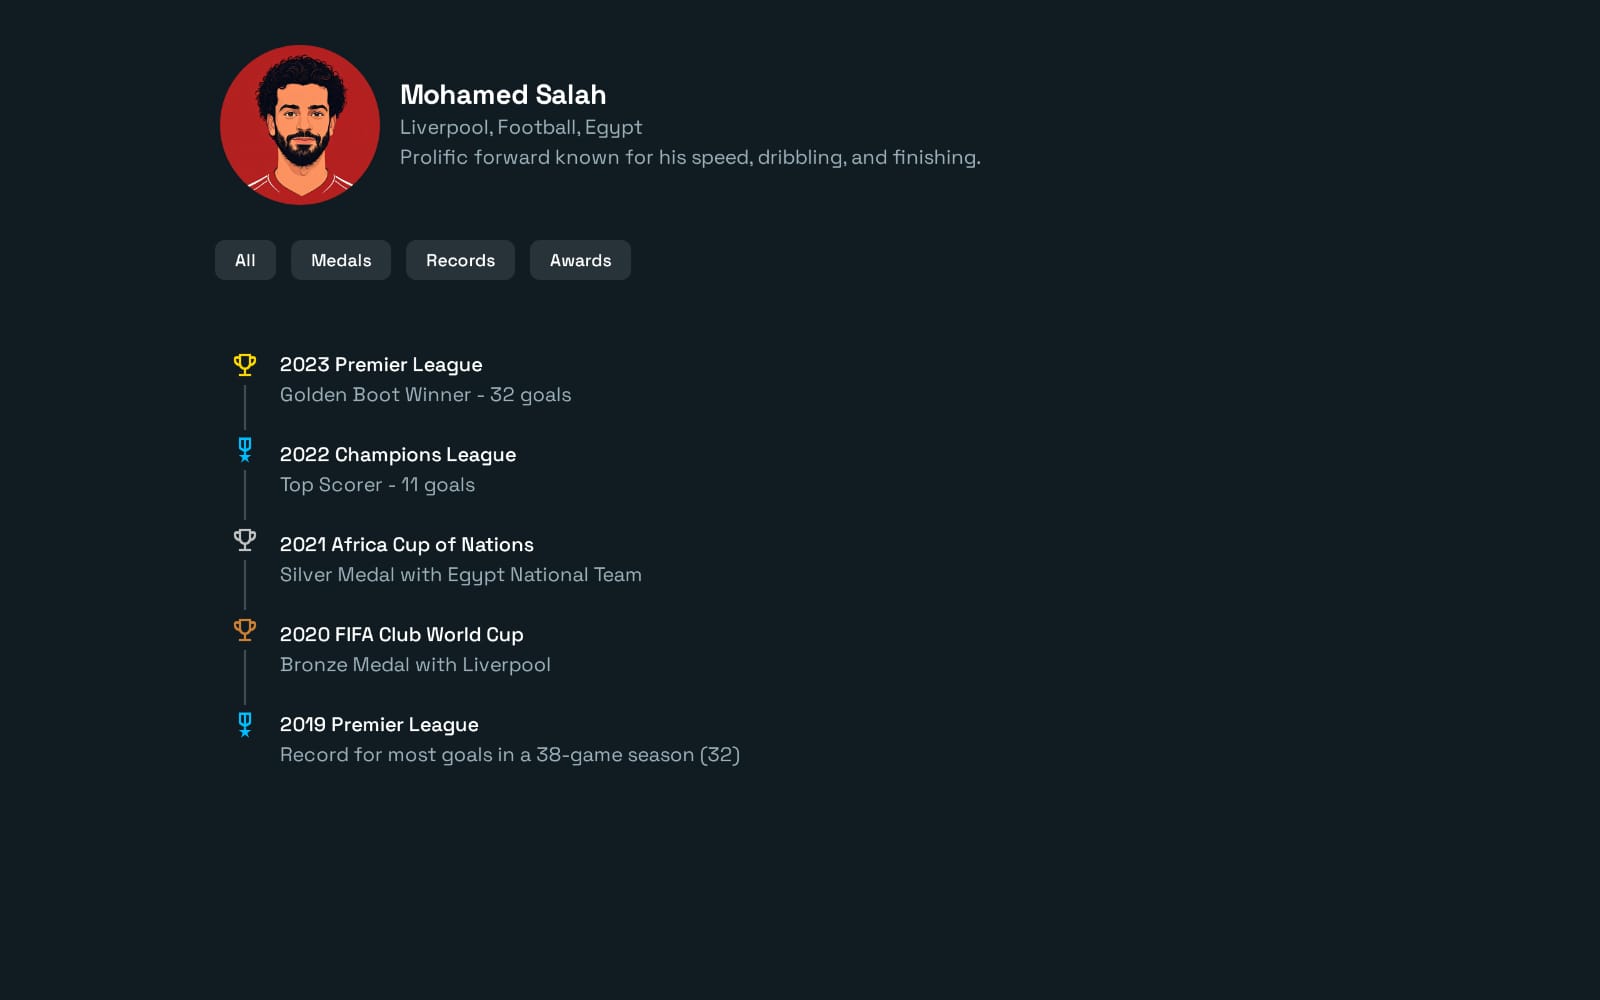 Mohamed Salah
Liverpool, Football, Egypt
Prolific forward known for his speed, dribbling, and finishing.
All
Medals
Records
Awards
2023 Premier League
Golden Boot Winner - 32 goals
2022 Champions League
Top Scorer - 11 goals
2021 Africa Cup of Nations
Silver Medal with Egypt National Team
2020 FIFA Club World Cup
Bronze Medal with Liverpool
2019 Premier League
Record for most goals in a 38-game season (32)